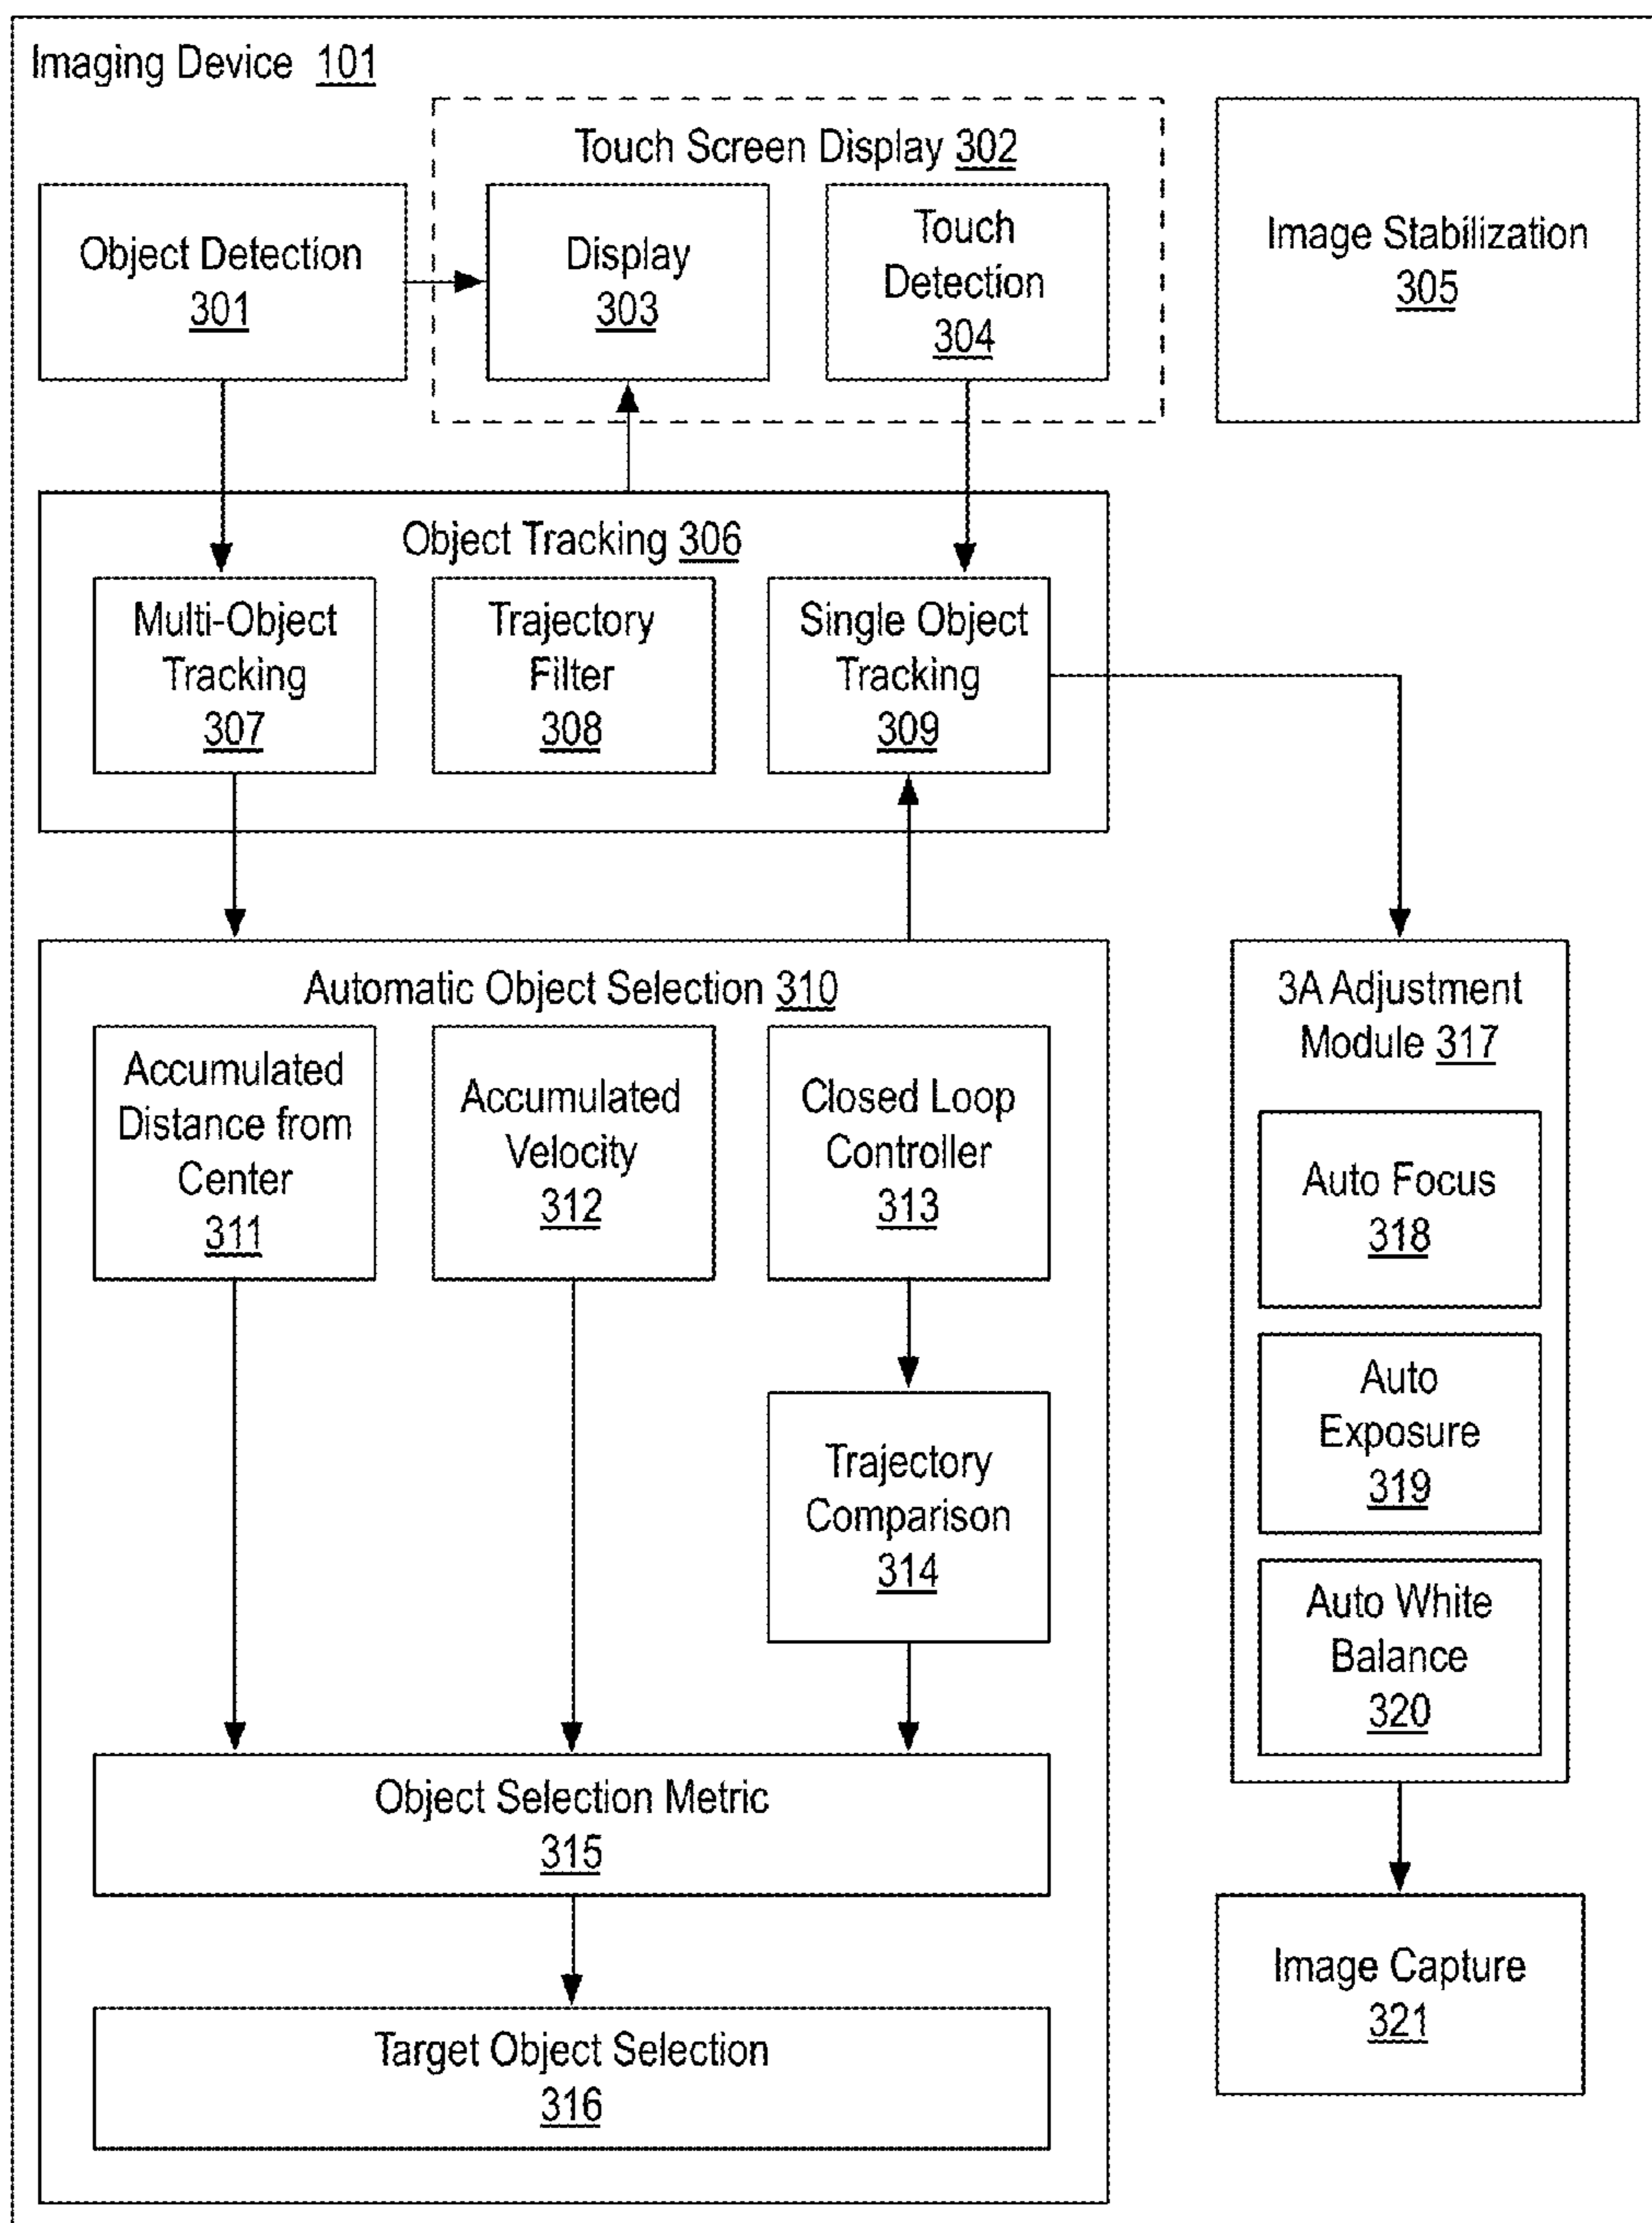 Imaging Device 101
Touch Screen Display 302
Object Detection
301
Display
303
Touch
Detection
304
Image Stabilization
305
Object Tracking 306
Multi-Object
Tracking
307
Trajectory
Filter
308
Single Object
Tracking
309
Automatic Object Selection 310
Accumulated
Distance from
Center
311
Accumulated
Velocity
312
Closed Loop
Controller
313
Trajectory
Comparison
314
Object Selection Metric
315
Target Object Selection
316
3A Adjustment
Module 317
Auto Focus
318
Auto
Exposure
319
Auto White
Balance
320
Image Capture
321